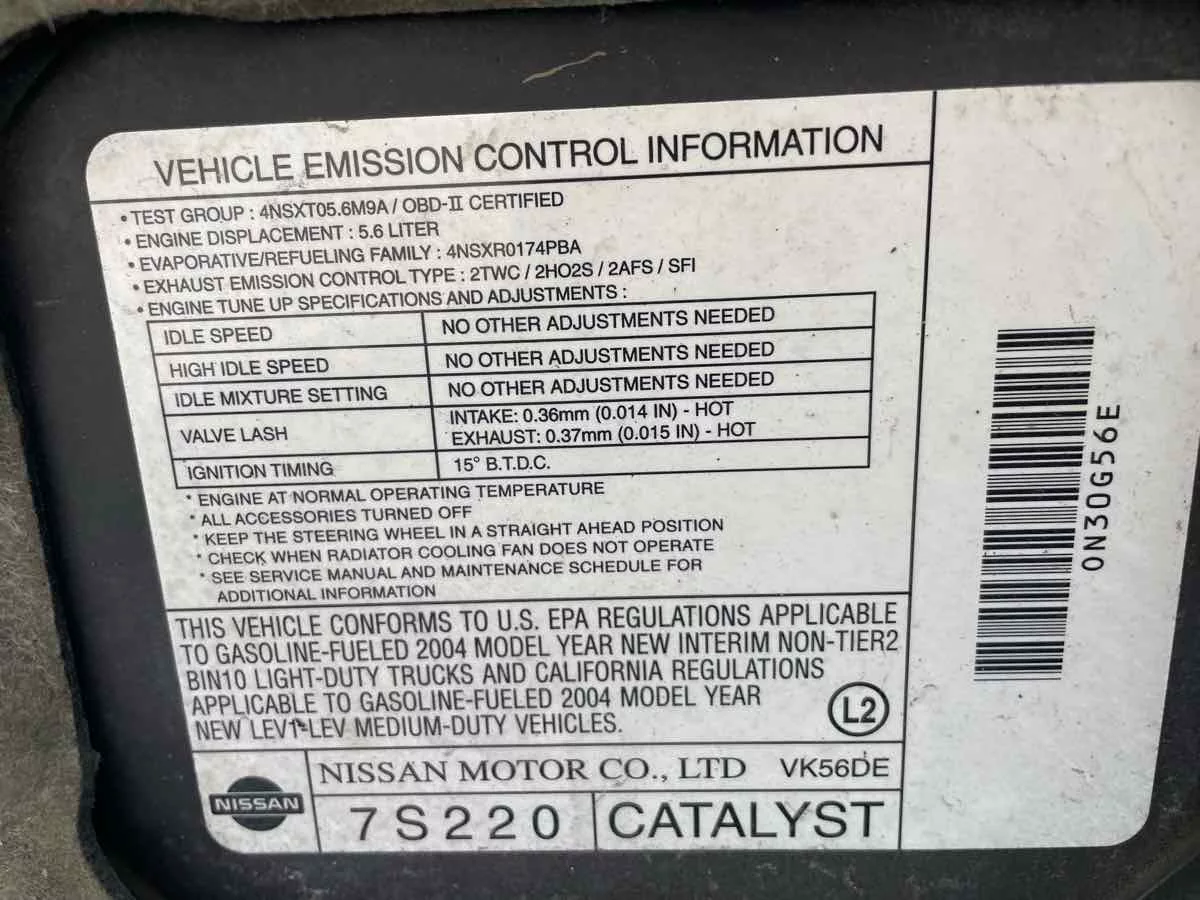 VEHICLE EMISSION CONTROL INFORMATION
•TEST GROUP : 4NSXT05.6M9A / OBD-II CERTIFIED
•ENGINE DISPLACEMENT : 5.6 LITER
•EVAPORATIVE/REFUELING FAMILY : 4NSXR0174PBA
•EXHAUST EMISSION CONTROL TYPE : 2TWC / 2HO2S / 2AFS / SFI
•ENGINE TUNE UP SPECIFICATIONS AND ADJUSTMENTS :
IDLE SPEED NO OTHER ADJUSTMENTS NEEDED
HIGH IDLE SPEED NO OTHER ADJUSTMENTS NEEDED
IDLE MIXTURE SETTING NO OTHER ADJUSTMENTS NEEDED
VALVE LASH INTAKE: 0.36mm (0.014 IN) - HOT
EXHAUST: 0.37mm (0.015 IN) - HOT
IGNITION TIMING 15° B.T.D.C.
* ENGINE AT NORMAL OPERATING TEMPERATURE
* ALL ACCESSORIES TURNED OFF
* KEEP THE STEERING WHEEL IN A STRAIGHT AHEAD POSITION
* CHECK WHEN RADIATOR COOLING FAN DOES NOT OPERATE
* SEE SERVICE MANUAL AND MAINTENANCE SCHEDULE FOR
ADDITIONAL INFORMATION
THIS VEHICLE CONFORMS TO U.S. EPA REGULATIONS APPLICABLE
TO GASOLINE-FUELED 2004 MODEL YEAR NEW INTERIM NON-TIER2
BIN10 LIGHT-DUTY TRUCKS AND CALIFORNIA REGULATIONS
APPLICABLE TO GASOLINE-FUELED 2004 MODEL YEAR
NEW LEV1-LEV MEDIUM-DUTY VEHICLES.
L2
NISSAN
NISSAN MOTOR CO., LTD VK56DE
7S220 CATALYST
0N30G56E